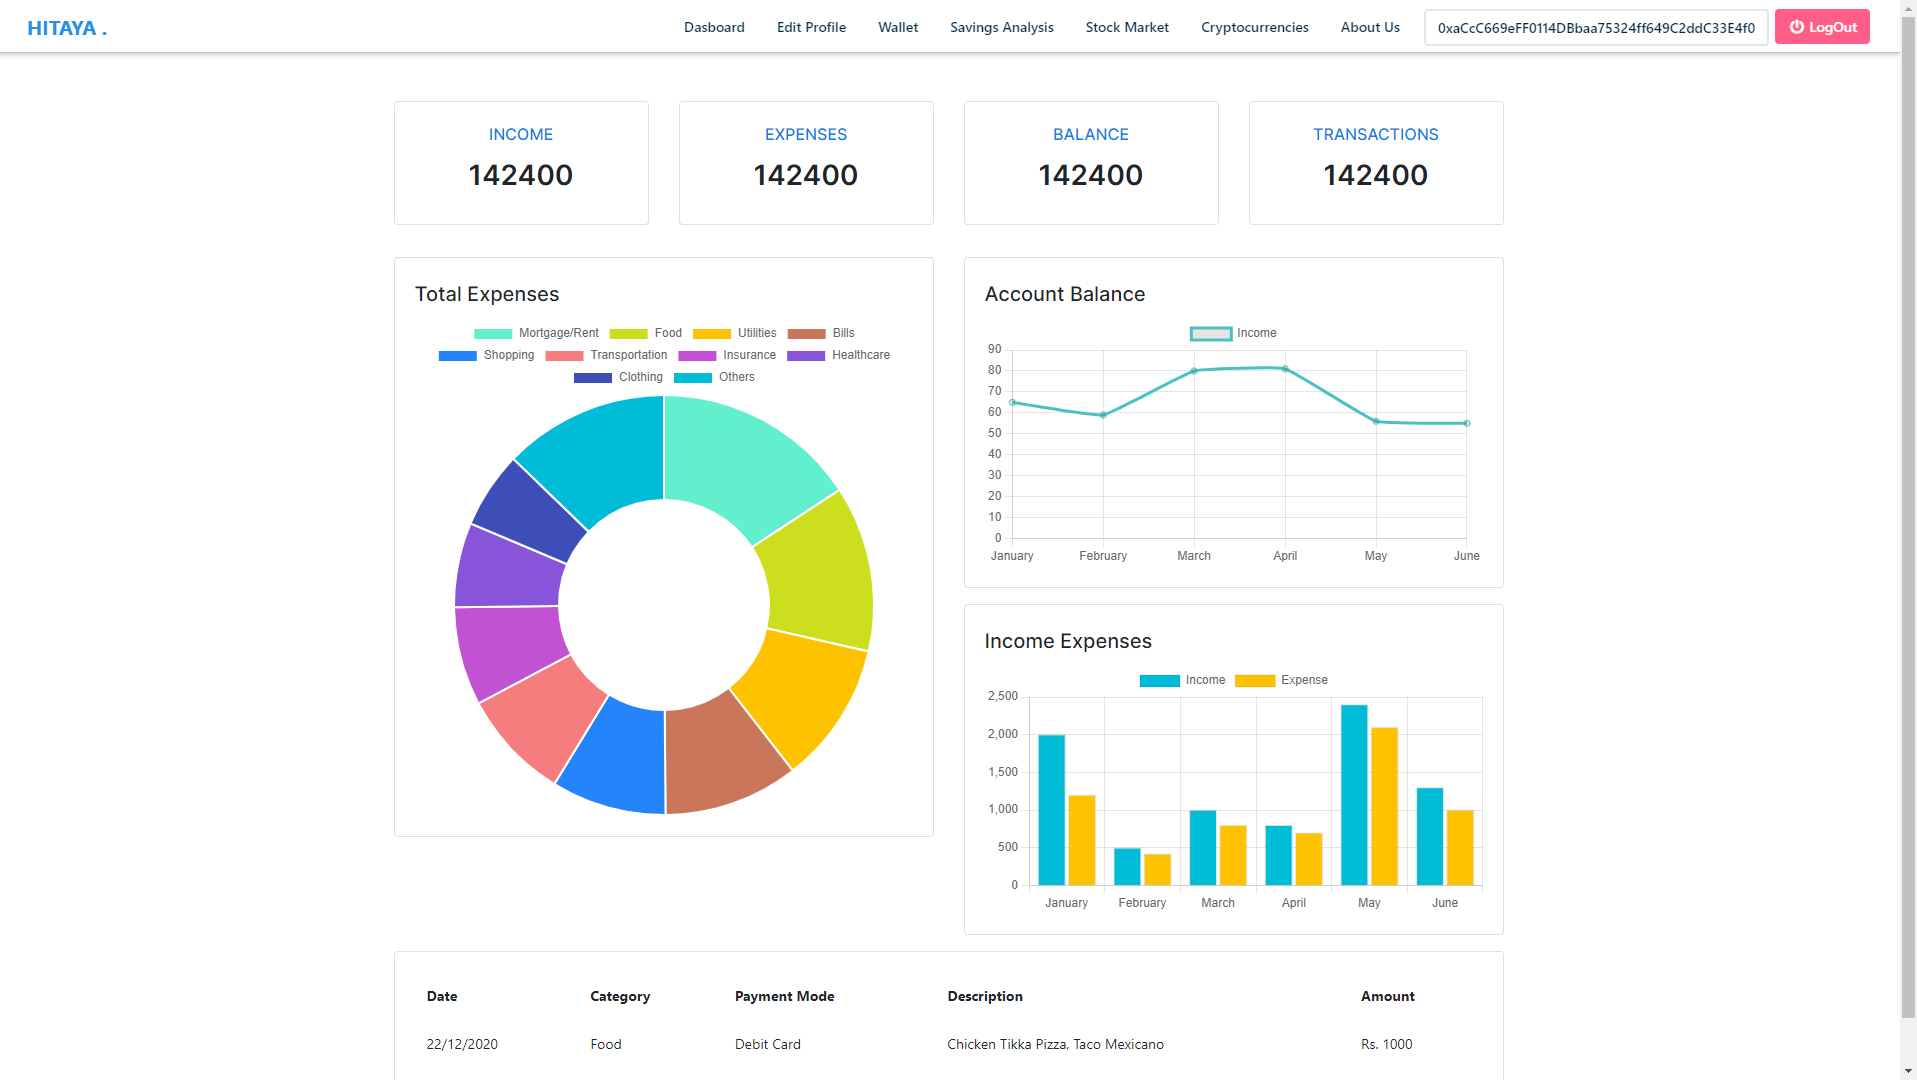 HITAYA .
Dasboard Edit Profile Wallet Savings Analysis Stock Market Cryptocurrencies About Us 0xaCcC669eFF0114DBbaa75324ff649C2ddC33E4f0 LogOut
INCOME
142400
EXPENSES
142400
BALANCE
142400
TRANSACTIONS
142400
Total Expenses
Mortgage/Rent Food Utilities Bills
Shopping Transportation Insurance Healthcare
Clothing Others
Account Balance
Income
90
80
70
60
50
40
30
20
10
0
January February March April May June
Income Expenses
Income Expense
2,500
2,000
1,500
1,000
500
0
January February March April May June
Date Category Payment Mode Description Amount
22/12/2020 Food Debit Card Chicken Tikka Pizza, Taco Mexicano Rs. 1000